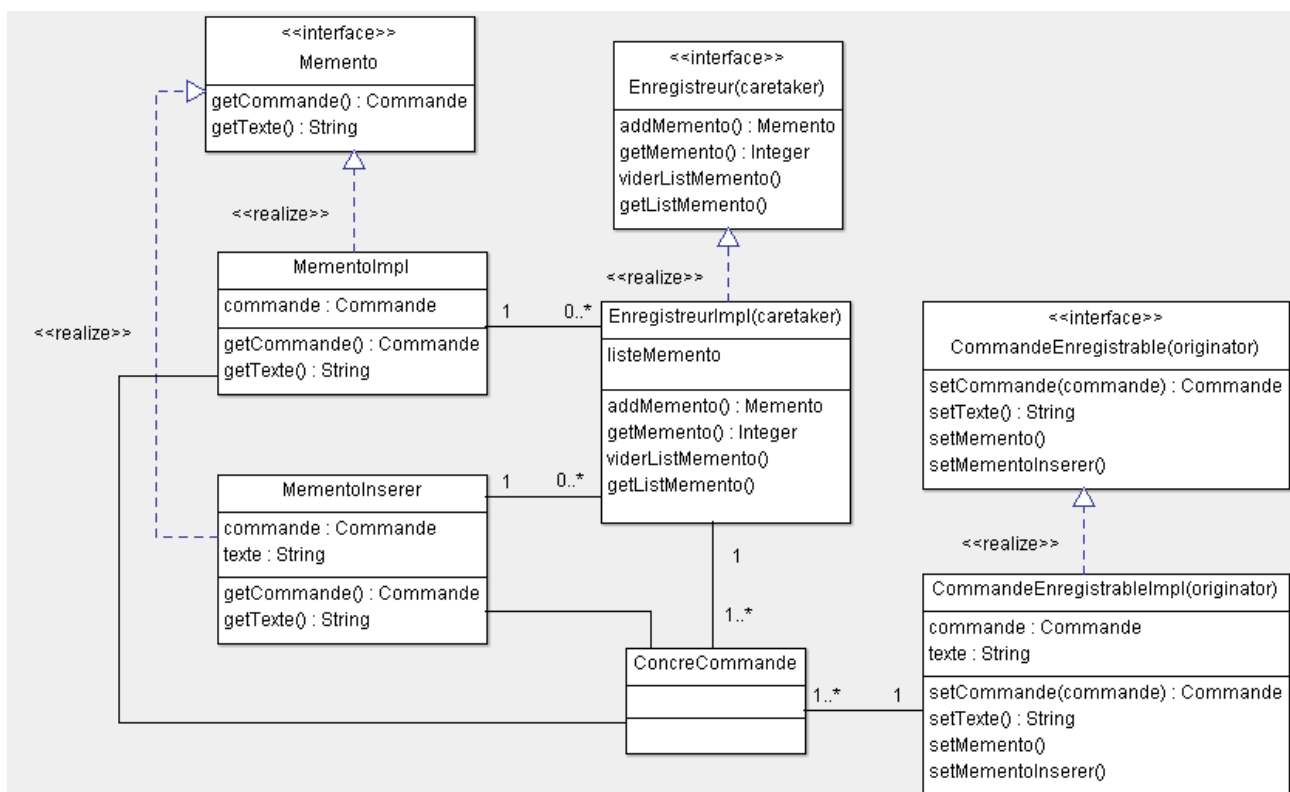 <<interface>>
Memento
getCommande() : Commande
getTexte() : String
<<interface>>
Enregistreur(caretaker)
addMemento() : Memento
getMemento() : Integer
viderListMemento()
getListMemento()
<<realize>>
<<realize>>
<<realize>>
MementoImpl
commande : Commande
getCommande() : Commande
getTexte() : String
1
0..*
EnregistreurImpl(caretaker)
listeMemento
addMemento() : Memento
getMemento() : Integer
viderListMemento()
getListMemento()
<<interface>>
CommandeEnregistrable(originator)
setCommande(commande) : Commande
setTexte() : String
setMemento()
setMementoInserer()
MementoInserer
commande : Commande
texte : String
getCommande() : Commande
getTexte() : String
1
0..*
1
1..*
<<realize>>
ConcreCommande
1..*
1
CommandeEnregistrableImpl(originator)
commande : Commande
texte : String
setCommande(commande) : Commande
setTexte() : String
setMemento()
setMementoInserer()